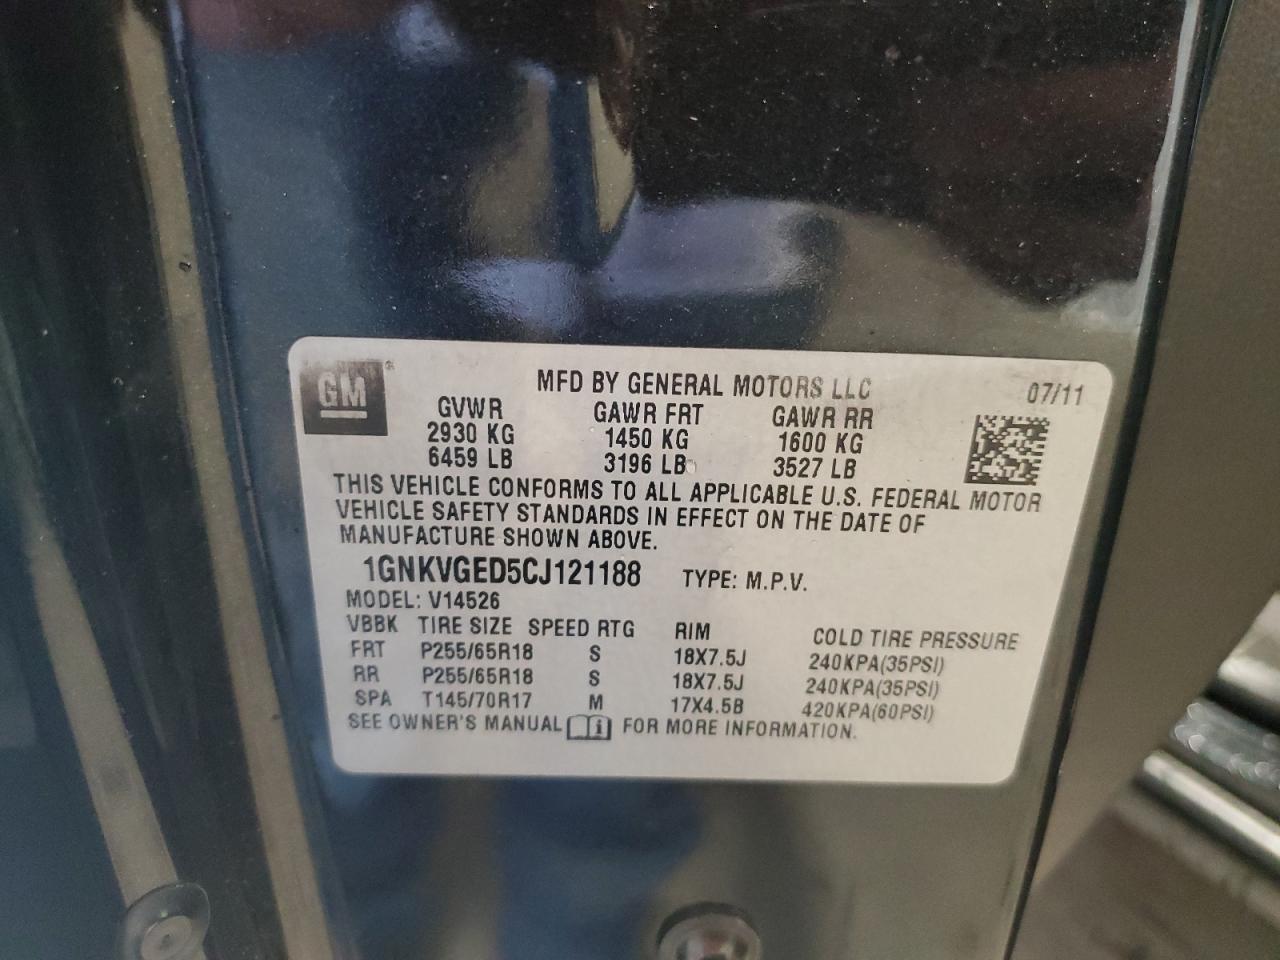 GM ®
MFD BY GENERAL MOTORS LLC 07/11
GVWR GAWR FRT GAWR RR
2930 KG 1450 KG 1600 KG
6459 LB 3196 LB 3527 LB
THIS VEHICLE CONFORMS TO ALL APPLICABLE U.S. FEDERAL MOTOR
VEHICLE SAFETY STANDARDS IN EFFECT ON THE DATE OF
MANUFACTURE SHOWN ABOVE.
1GNKVGED5CJ121188 TYPE: M.P.V.
MODEL: V14526
VBBK TIRE SIZE SPEED RTG RIM COLD TIRE PRESSURE
FRT P255/65R18 S 18X7.5J 240KPA(35PSI)
RR P255/65R18 S 18X7.5J 240KPA(35PSI)
SPA T145/70R17 M 17X4.5B 420KPA(60PSI)
SEE OWNER'S MANUAL i FOR MORE INFORMATION.